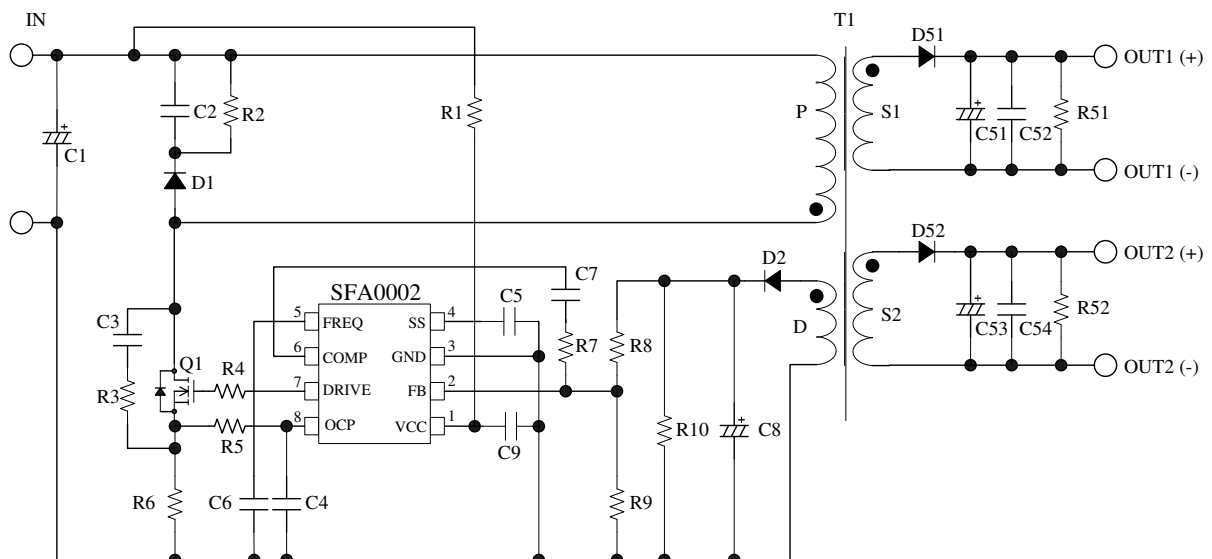 IN
T1
D51
OUT1 (+)
C2
R2
R1
P
S1
C51
C52
R51
C1
D1
OUT1 (-)
D52
OUT2 (+)
D2
C7
SFA0002
C5
C3
5
FREQ
SS
4
R7
R8
D
S2
C53
C54
R52
6
COMP
GND
3
Q1
R4
7
DRIVE
FB
2
OUT2 (-)
R3
8
OCP
VCC
1
R5
C9
R10
C8
R6
C6
C4
R9